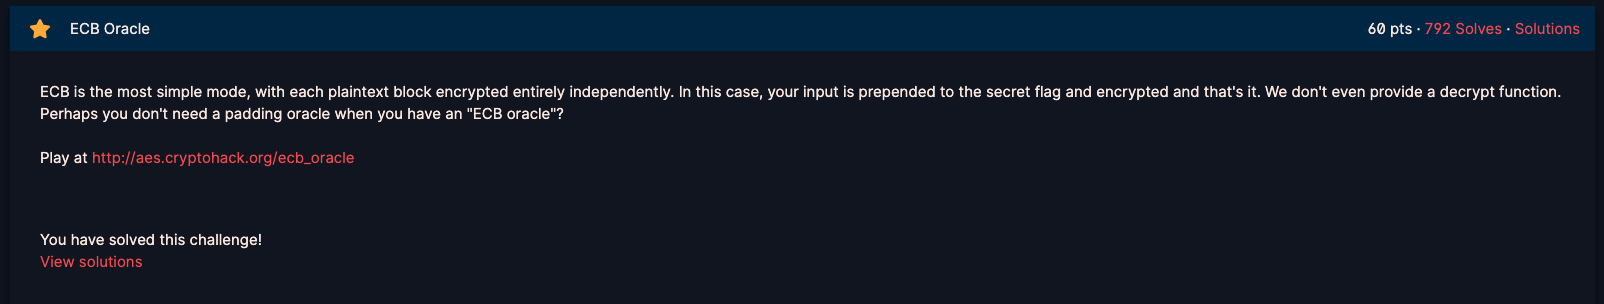 ECB Oracle
60 pts · 792 Solves · Solutions
ECB is the most simple mode, with each plaintext block encrypted entirely independently. In this case, your input is prepended to the secret flag and encrypted and that's it. We don't even provide a decrypt function.
Perhaps you don't need a padding oracle when you have an "ECB oracle"?
Play at http://aes.cryptohack.org/ecb_oracle
You have solved this challenge!
View solutions